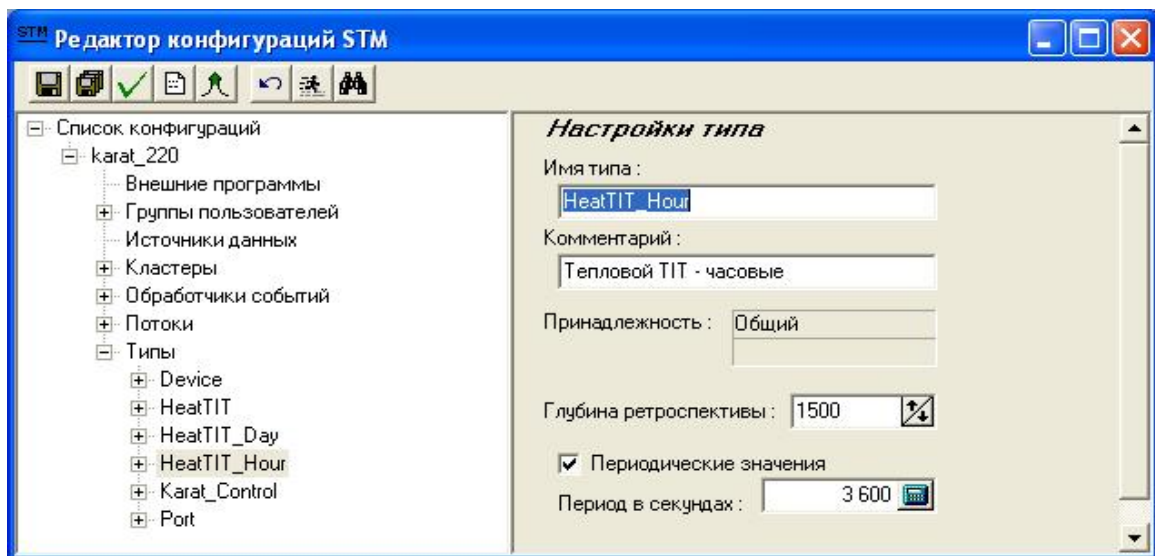 STM Редактор конфигураций STM
Список конфигураций
karat_220
Внешние программы
Группы пользователей
Источники данных
Кластеры
Обработчики событий
Потоки
Типы
Device
HeatTIT
HeatTIT_Day
HeatTIT_Hour
Karat_Control
Port
Настройки типа
Имя типа :
HeatTIT_Hour
Комментарий :
Тепловой TIT - часовые
Принадлежность : Общий
Глубина ретроспективы : 1500
Периодические значения
Период в секундах : 3 600